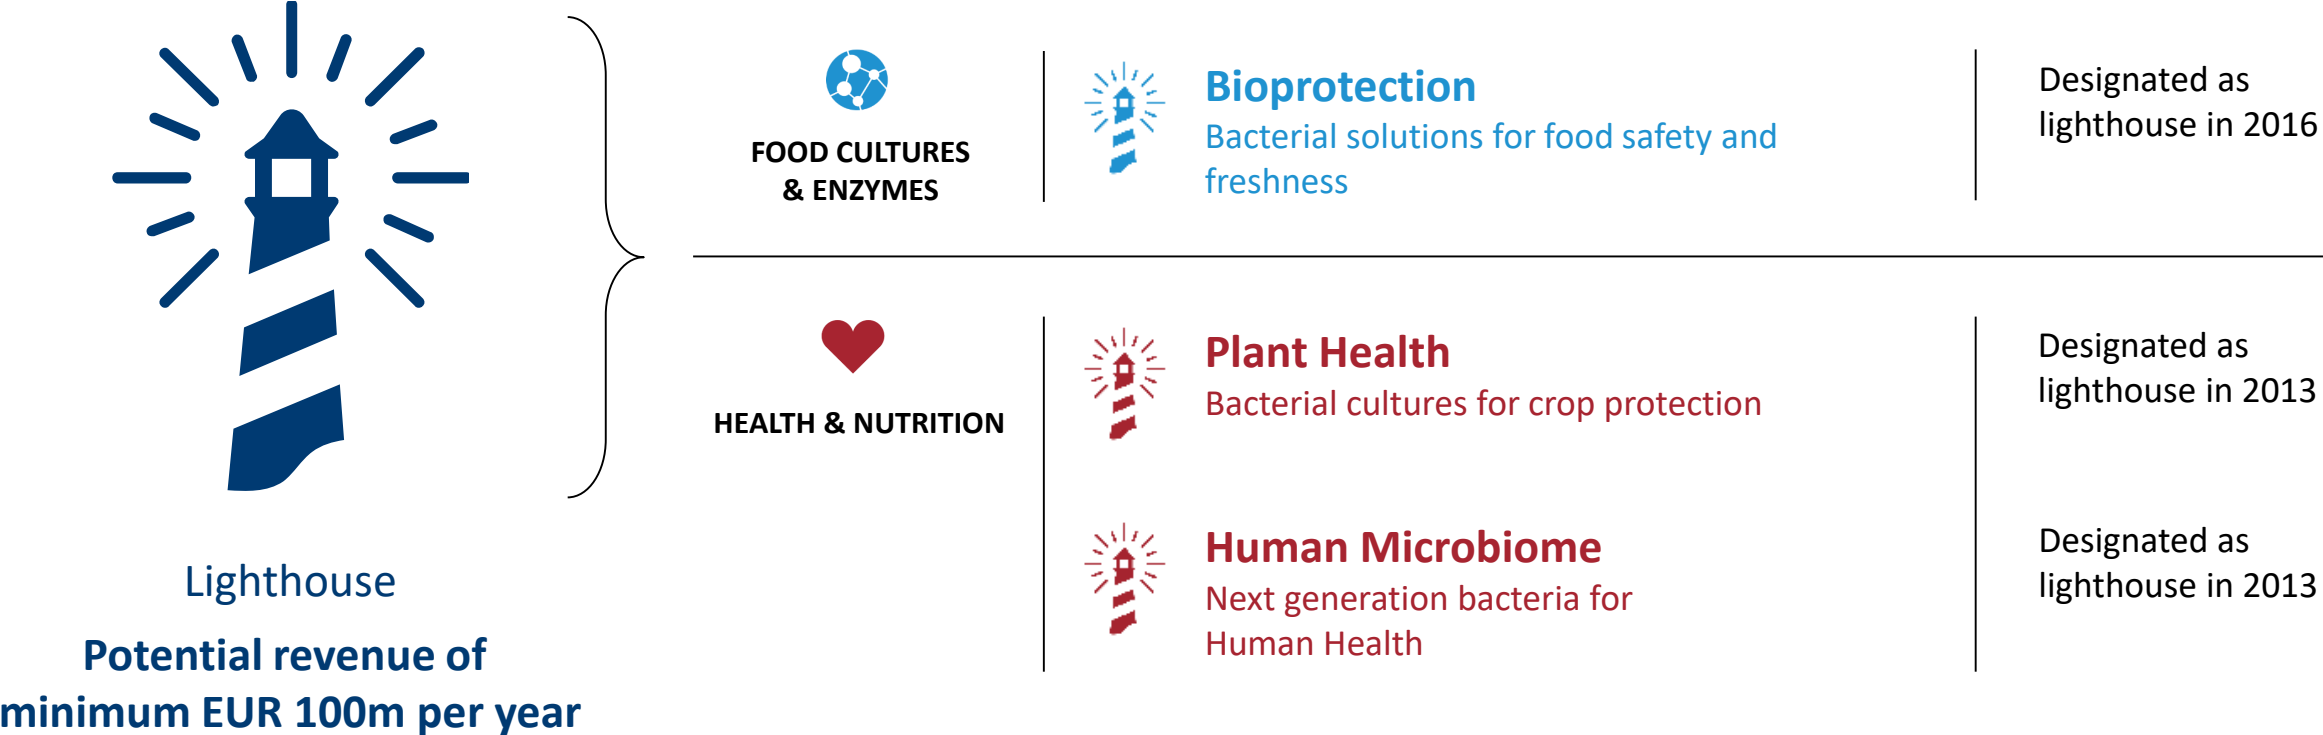 Lighthouse
Potential revenue of
minimum EUR 100m per year
FOOD CULTURES
& ENZYMES
Bioprotection
Bacterial solutions for food safety and
freshness
Designated as
lighthouse in 2016
HEALTH & NUTRITION
Plant Health
Bacterial cultures for crop protection
Designated as
lighthouse in 2013
Human Microbiome
Next generation bacteria for
Human Health
Designated as
lighthouse in 2013